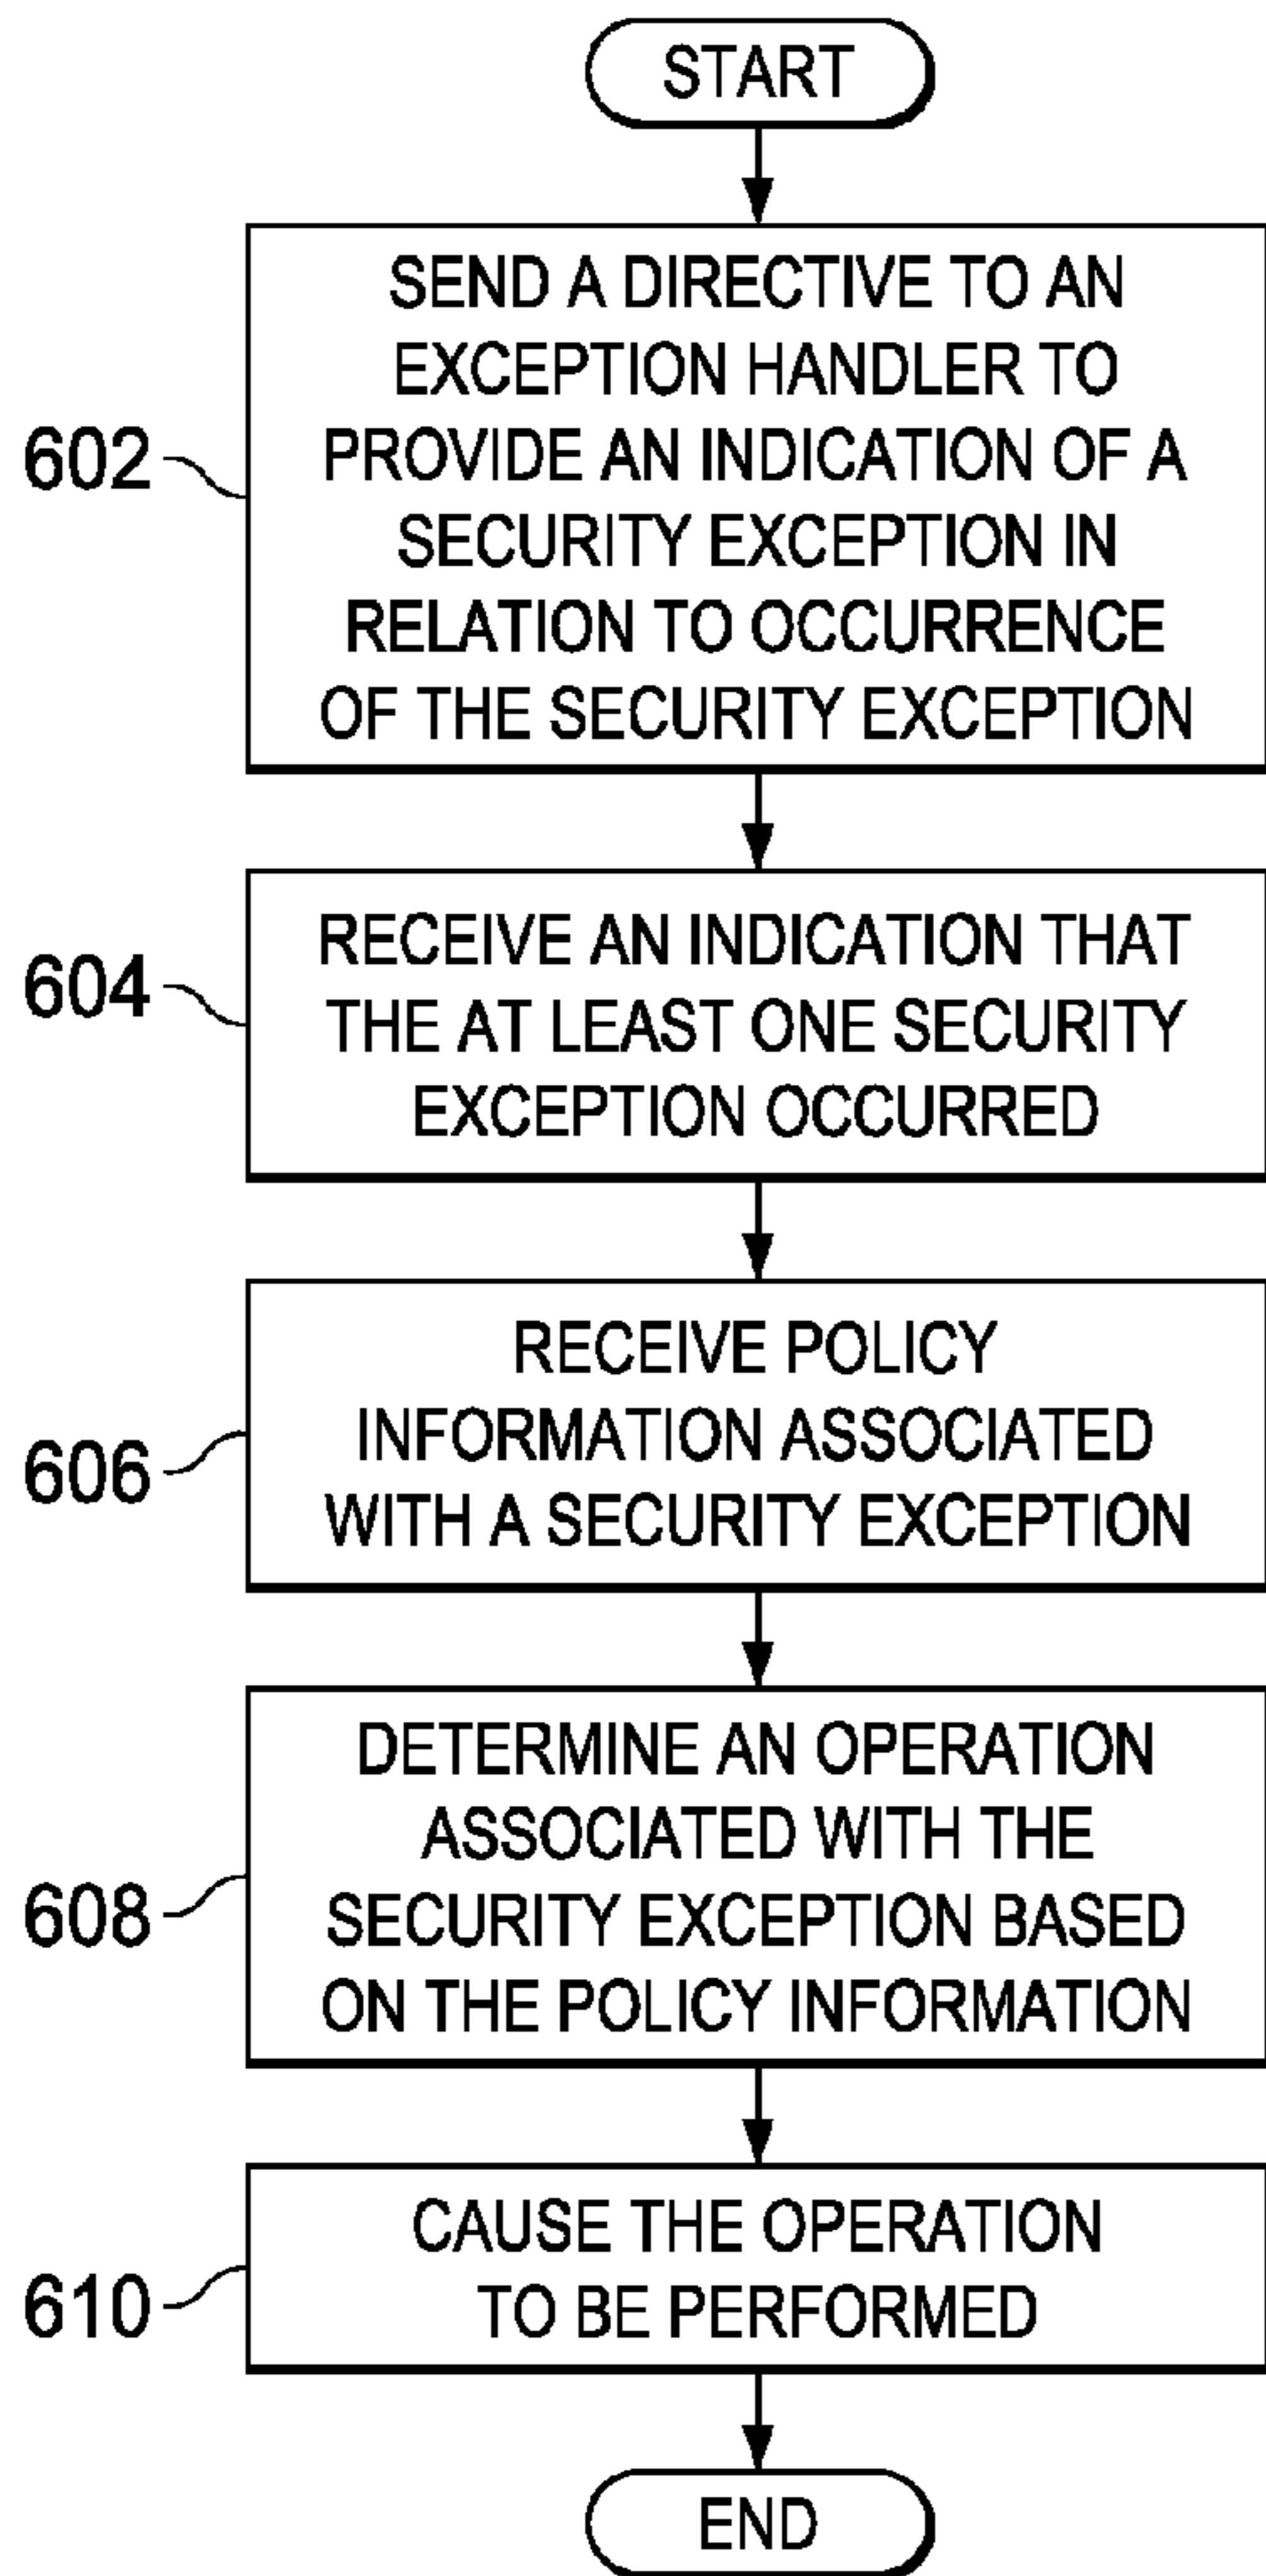 START
602
SEND A DIRECTIVE TO AN
EXCEPTION HANDLER TO
PROVIDE AN INDICATION OF A
SECURITY EXCEPTION IN
RELATION TO OCCURRENCE
OF THE SECURITY EXCEPTION
604
RECEIVE AN INDICATION THAT
THE AT LEAST ONE SECURITY
EXCEPTION OCCURRED
606
RECEIVE POLICY
INFORMATION ASSOCIATED
WITH A SECURITY EXCEPTION
608
DETERMINE AN OPERATION
ASSOCIATED WITH THE
SECURITY EXCEPTION BASED
ON THE POLICY INFORMATION
610
CAUSE THE OPERATION
TO BE PERFORMED
END